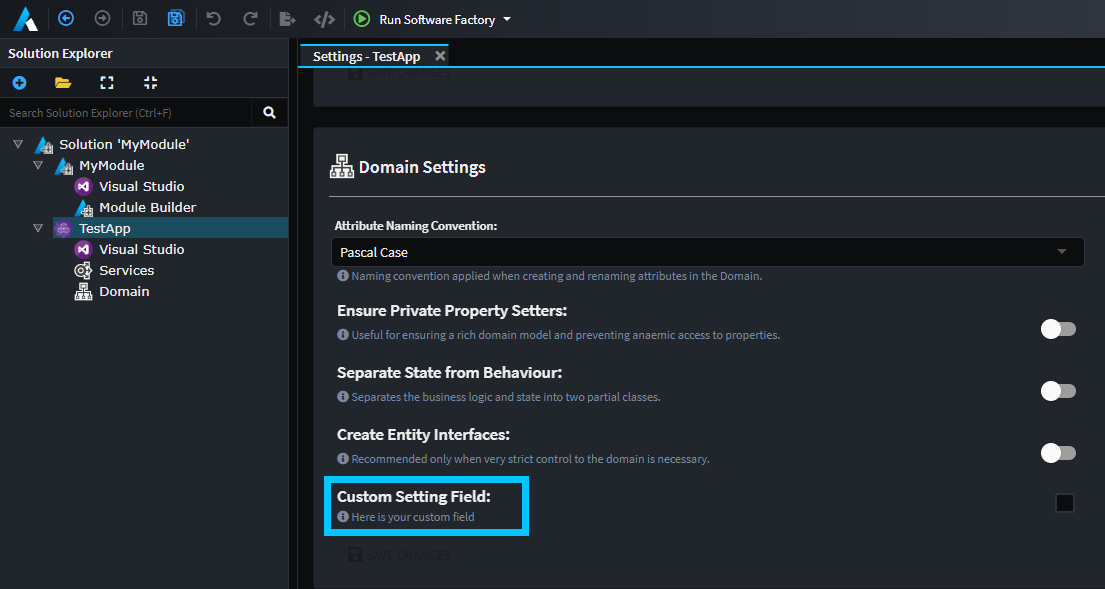 Run Software Factory
Solution Explorer
Search Solution Explorer (Ctrl+F)
Solution 'MyModule'
MyModule
Visual Studio
Module Builder
TestApp
Visual Studio
Services
Domain
Settings - TestApp
SAVE CHANGES
Domain Settings
Attribute Naming Convention:
Pascal Case
Naming convention applied when creating and renaming attributes in the Domain.
Ensure Private Property Setters:
Useful for ensuring a rich domain model and preventing anaemic access to properties.
Separate State from Behaviour:
Separates the business logic and state into two partial classes.
Create Entity Interfaces:
Recommended only when very strict control to the domain is necessary.
Custom Setting Field:
Here is your custom field
SAVE CHANGES